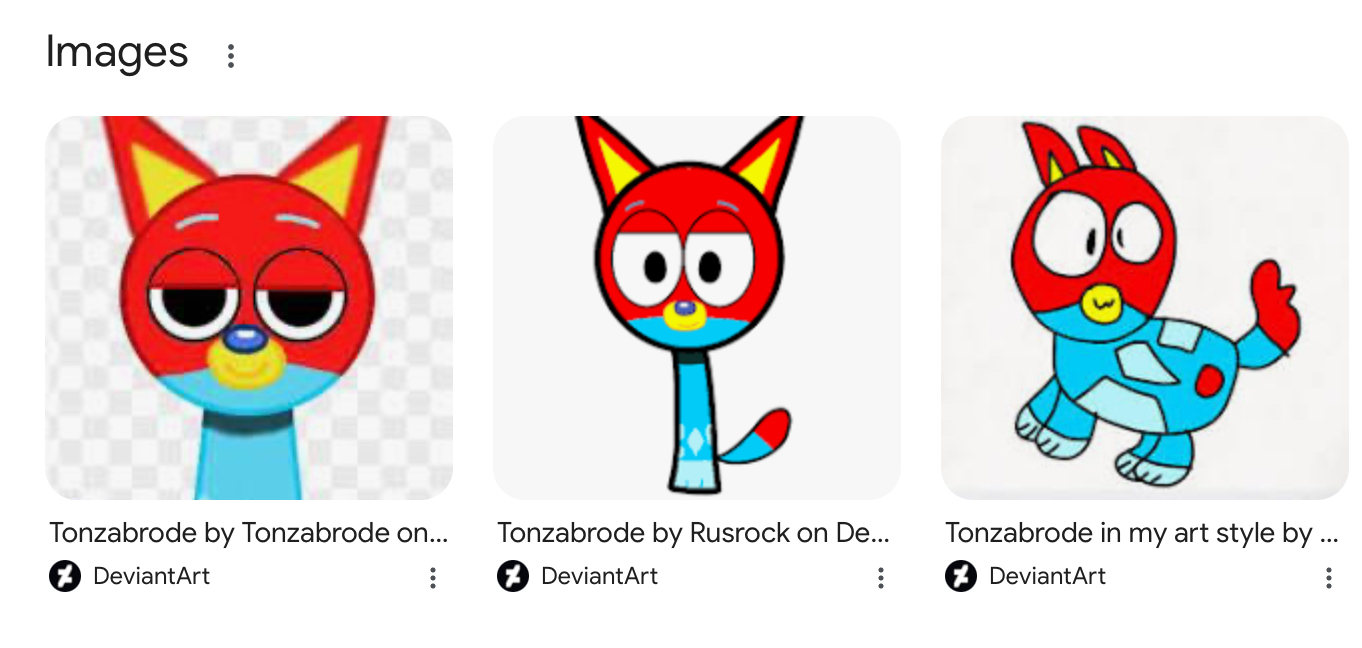 Images
Tonzabrode by Tonzabrode on...
DeviantArt
Tonzabrode by Rusrock on De...
DeviantArt
Tonzabrode in my art style by ...
DeviantArt